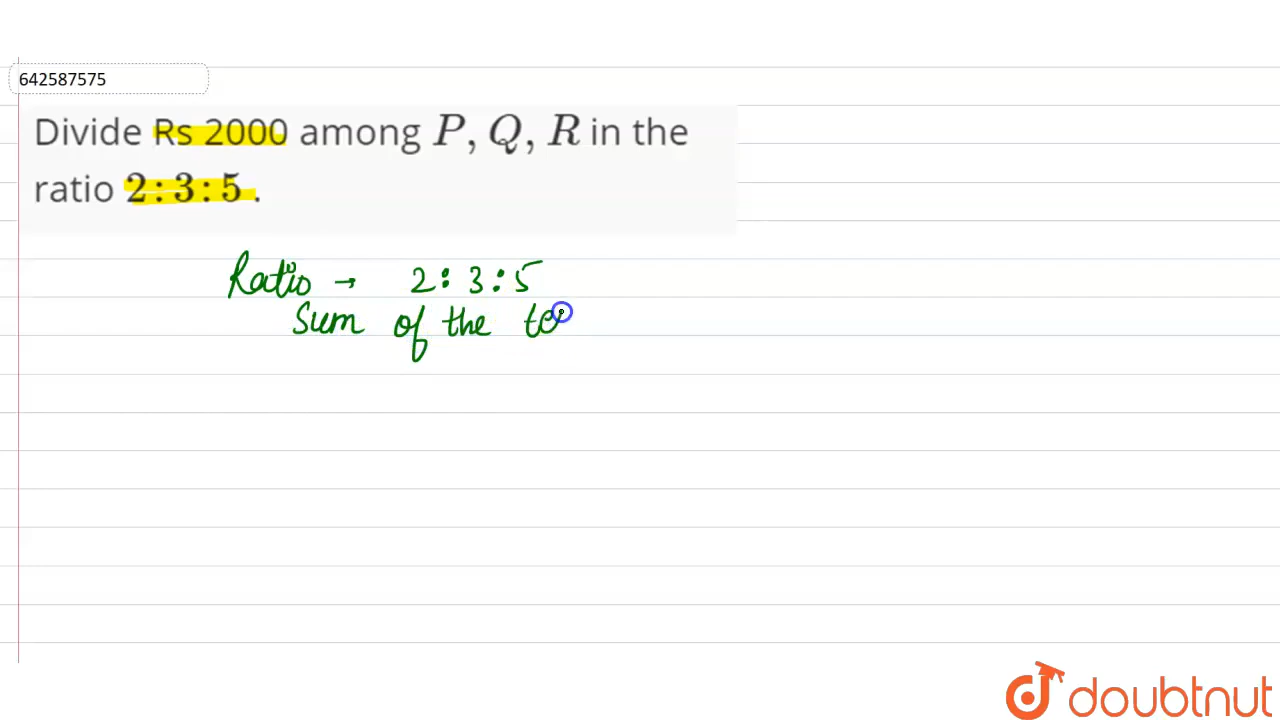 642587575
Divide Rs 2000 among P, Q, R in the
ratio 2 : 3 : 5 .
Ratio → 2 : 3 : 5
Sum of the te
doubtnut